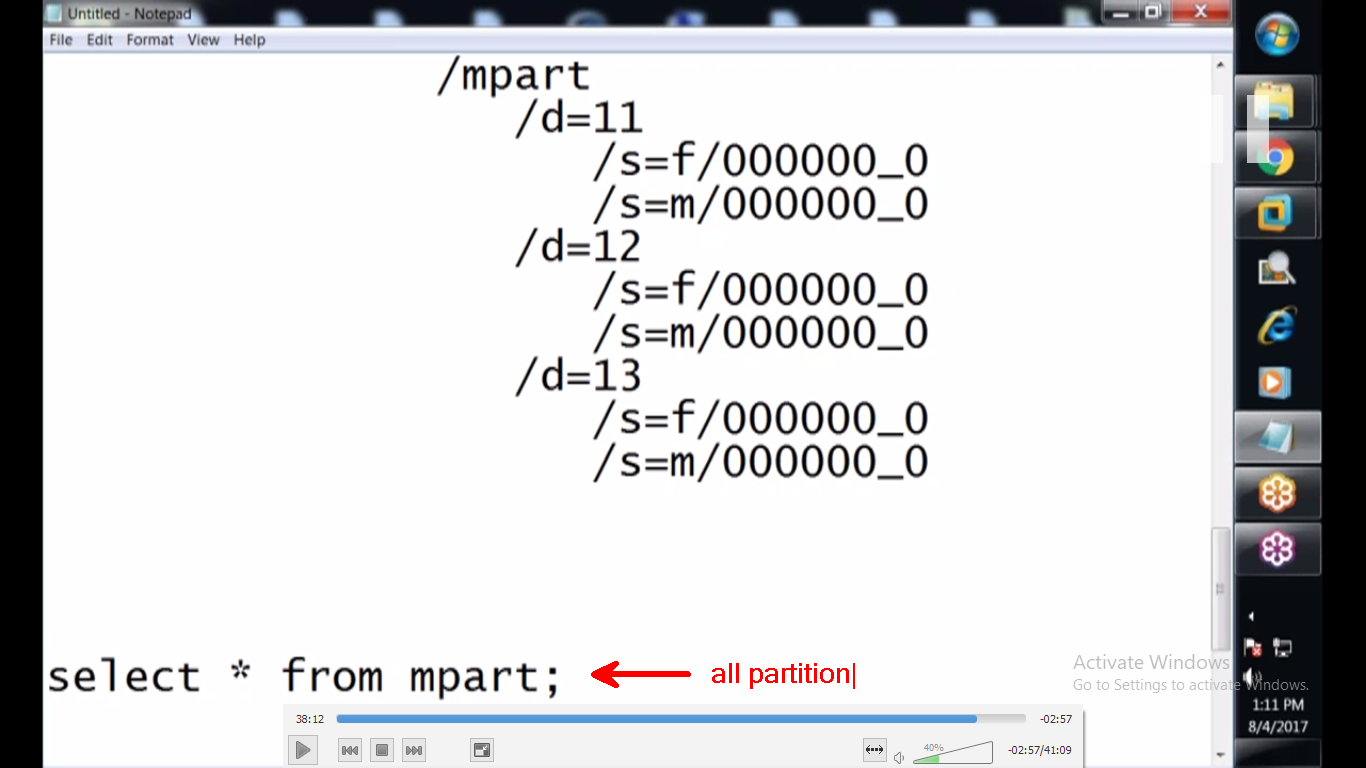 Untitled - Notepad
File Edit Format View Help
/mpart
/d=11
/s=f/000000_0
/s=m/000000_0
/d=12
/s=f/000000_0
/s=m/000000_0
/d=13
/s=f/000000_0
/s=m/000000_0
select * from mpart;
all partition
Activate Windows
Go to Settings to activate Windows.
1:11 PM
8/4/2017
38:12
-02:57
40%
-02:57/41:09